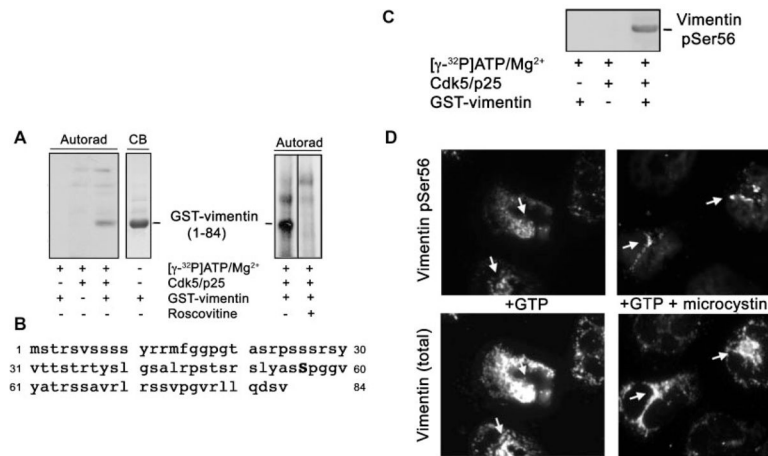 C
Vimentin
pSer56
[γ-³²P]ATP/Mg²⁺ + + +
Cdk5/p25 - + +
GST-vimentin + - +
A
Autorad CB Autorad
GST-vimentin
(1-84)
+ + + - [γ-³²P]ATP/Mg²⁺ + +
- + + - Cdk5/p25 + +
+ - + + GST-vimentin + +
- - - - Roscovitine - +
B
1 mstrsvssss yrrmfggpgt asrpsssrsy 30
31 vttstrtysl gsalrpstsr slyasSpggv 60
61 yatrssavrl rssvpgvrll qdsv 84
D
Vimentin pSer56
+GTP +GTP + microcystin
Vimentin (total)